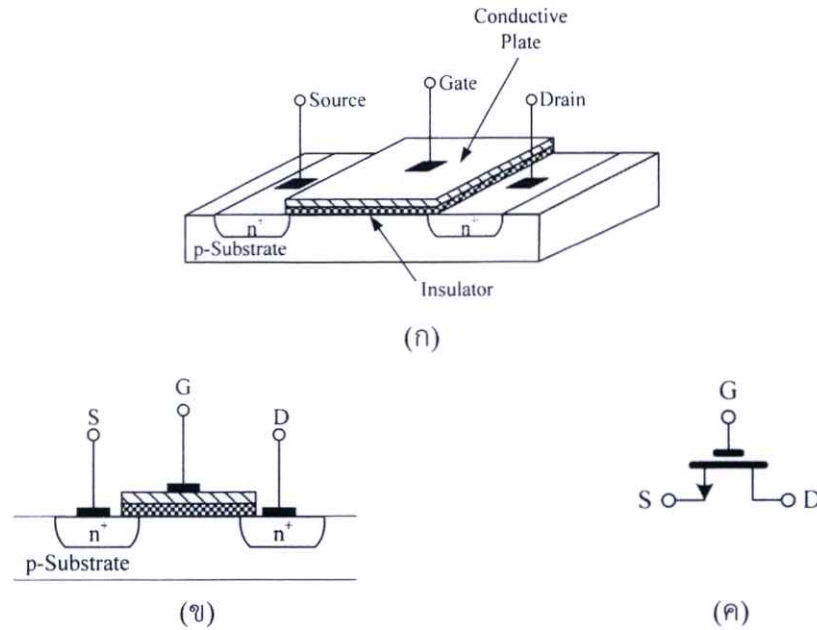 Conductive
Plate
Gate
Source
Drain
n+
n+
p-Substrate
Insulator
(ก)
G
S
D
n+
n+
p-Substrate
(ข)
G
S
D
(ค)